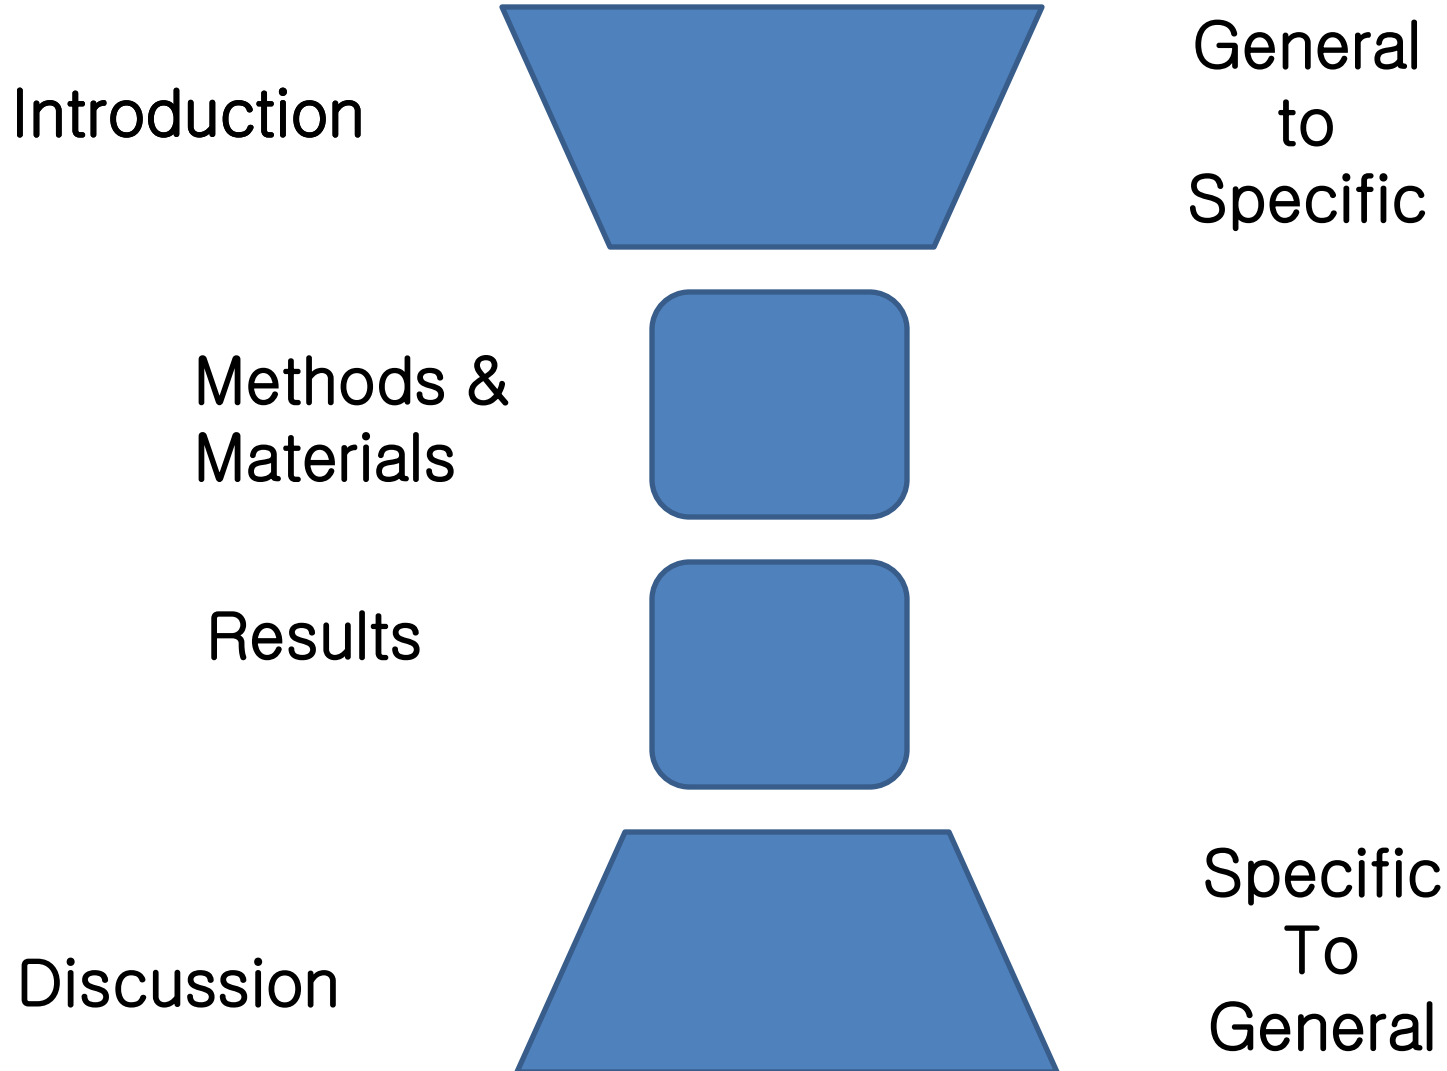 Introduction
General
to
Specific
Methods &
Materials
Results
Discussion
Specific
To
General